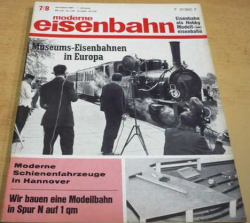 7/8
moderne
eisenbahn
Eisenbahn
als Hobby
Modell-
eisenbahn
Museums-Eisenbahnen
in Europa
Moderne
Schienenfahrzeuge
in Hannover
Wir bauen eine Modellbahn
in Spur N auf 1 qm